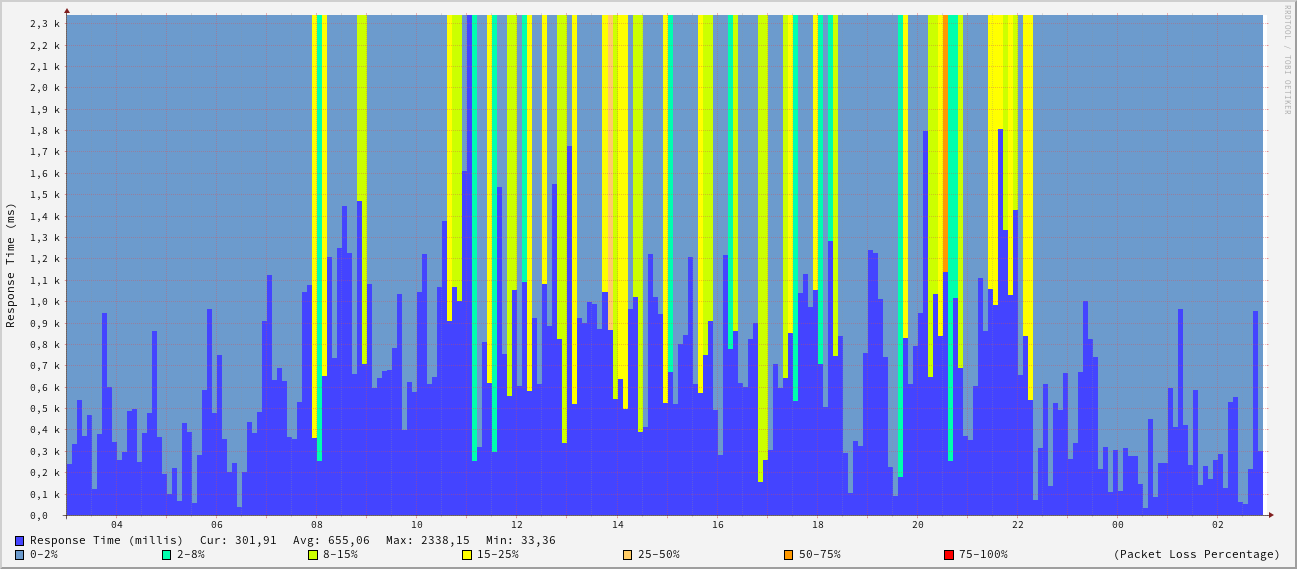 RRDTOOL / TOBI OETIKER
Response Time (ms)
2,3 k
2,2 k
2,1 k
2,0 k
1,9 k
1,8 k
1,7 k
1,6 k
1,5 k
1,4 k
1,3 k
1,2 k
1,1 k
1,0 k
0,9 k
0,8 k
0,7 k
0,6 k
0,5 k
0,4 k
0,3 k
0,2 k
0,1 k
0,0
04 06 08 10 12 14 16 18 20 22 00 02
Response Time (millis) Cur: 301,91 Avg: 655,06 Max: 2338,15 Min: 33,36
0-2% 2-8% 8-15% 15-25% 25-50% 50-75% 75-100% (Packet Loss Percentage)